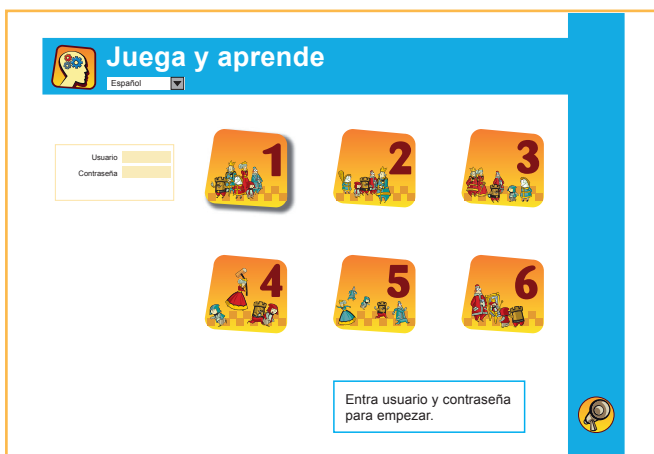 Juega y aprende
Español
Usuario
Contraseña
1
2
3
4
5
6
Entra usuario y contraseña
para empezar.